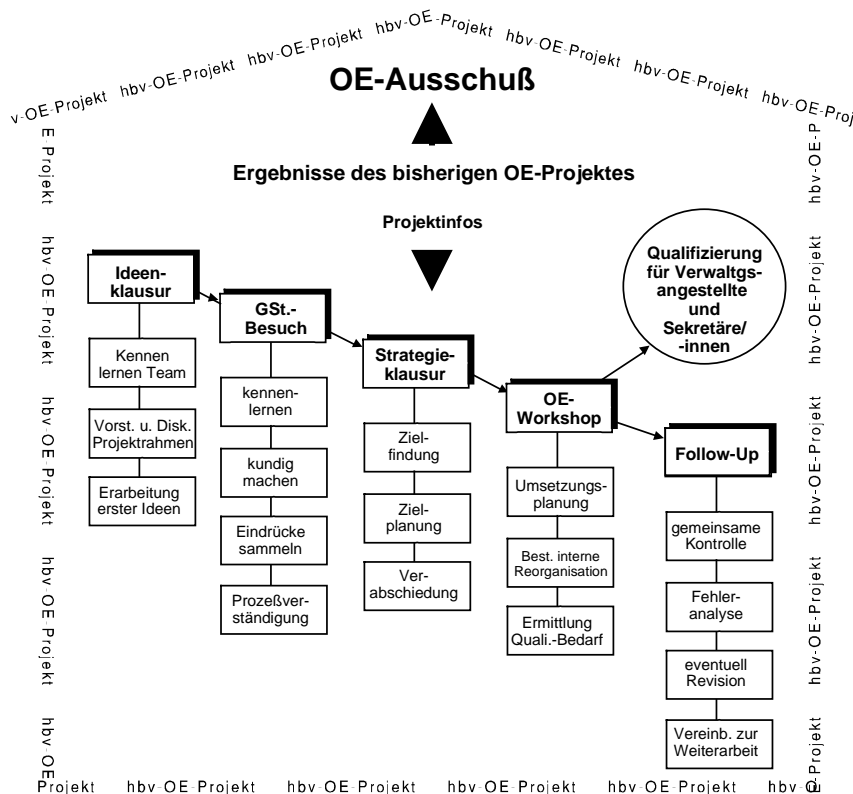 v-OE-Projekt hbv-OE-Projekt hbv-OE-Projekt hbv-OE-Projekt hbv-OE-Projekt hbv-OE-Projekt hbv-OE-Proj
OE-Ausschuß
Ergebnisse des bisherigen OE-Projektes
Projektinfos
E-Projekt hbv-OE-Projekt hbv-OE-Projekt hbv-OE-Projekt hbv-OE
Ideen-
klausur
Kennen
lernen Team
Vorst. u. Disk.
Projektrahmen
Erarbeitung
erster Ideen
GSt.-
Besuch
kennen-
lernen
kundig
machen
Eindrücke
sammeln
Prozeßver-
ständigung
Strategie-
klausur
Ziel-
findung
Ziel-
planung
Ver-
abschiedung
OE-
Workshop
Umsetzungs-
planung
Best. interne
Reorganisation
Ermittlung
Quali.-Bedarf
Qualifizierung
für Verwaltgs-
angestellte
und
Sekretäre/
-innen
Follow-Up
gemeinsame
Kontrolle
Fehler-
analyse
eventuell
Revision
Vereinb. zur
Weiterarbeit
hbv-OE-P hbv-OE-Projekt hbv-OE-Projekt hbv-OE-Projekt hbv-OE-Projekt
Projekt hbv-OE-Projekt hbv-OE-Projekt hbv-OE-Projekt hbv-OE-Projekt hbv-O